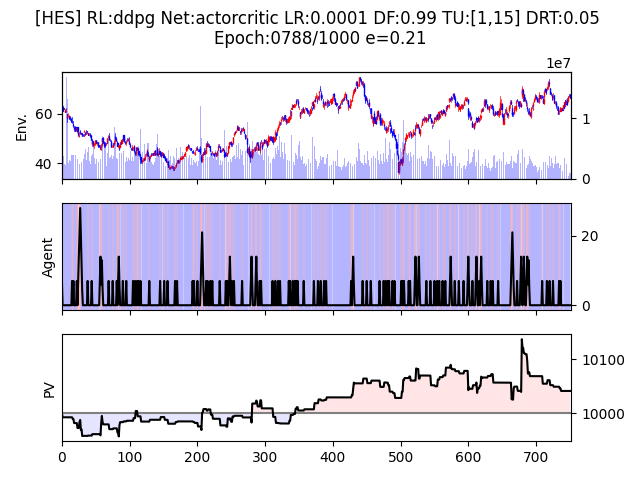 [HES] RL:ddpg Net:actorcritic LR:0.0001 DF:0.99 TU:[1,15] DRT:0.05
Epoch:0788/1000 e=0.21
1e7
Env.
60
40
1
0
Agent
20
0
PV
10100
10000
0 100 200 300 400 500 600 700